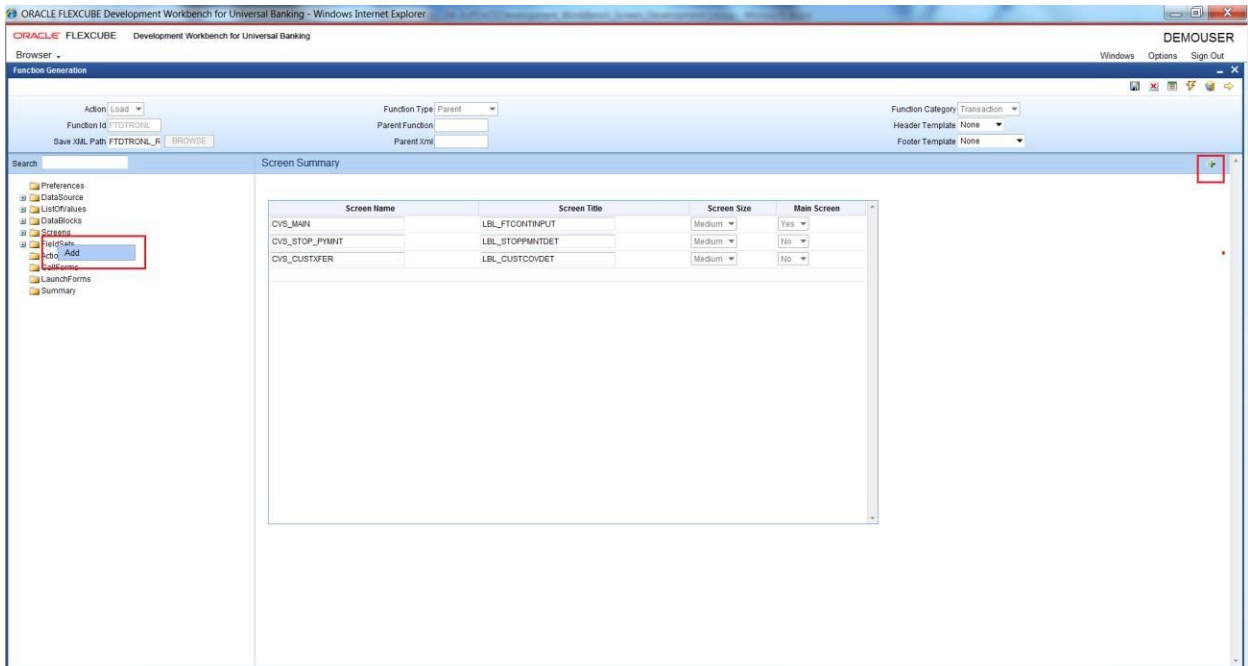 ORACLE FLEXCUBE Development Workbench for Universal Banking - Windows Internet Explorer
ORACLE FLEXCUBE Development Workbench for Universal Banking
DEMOUSER
Browser
Windows Options Sign Out
Function Generation
Action Load Function Type Parent Function Category Transaction
Function Id FTDTRONL Parent Function Header Template None
Save XML Path FTDTRONL_R BROWSE Parent Xml Footer Template None
Search Screen Summary
Preferences
DataSource
ListOfValues
DataBlocks
Screens
FieldSets
Add
Actio
CallForms
LaunchForms
Summary
Screen Name Screen Title Screen Size Main Screen
CVS_MAIN LBL_FTCONTINPUT Medium Yes
CVS_STOP_PYMNT LBL_STOPPMNTDET Medium No
CVS_CUSTXFER LBL_CUSTCOVDET Medium No